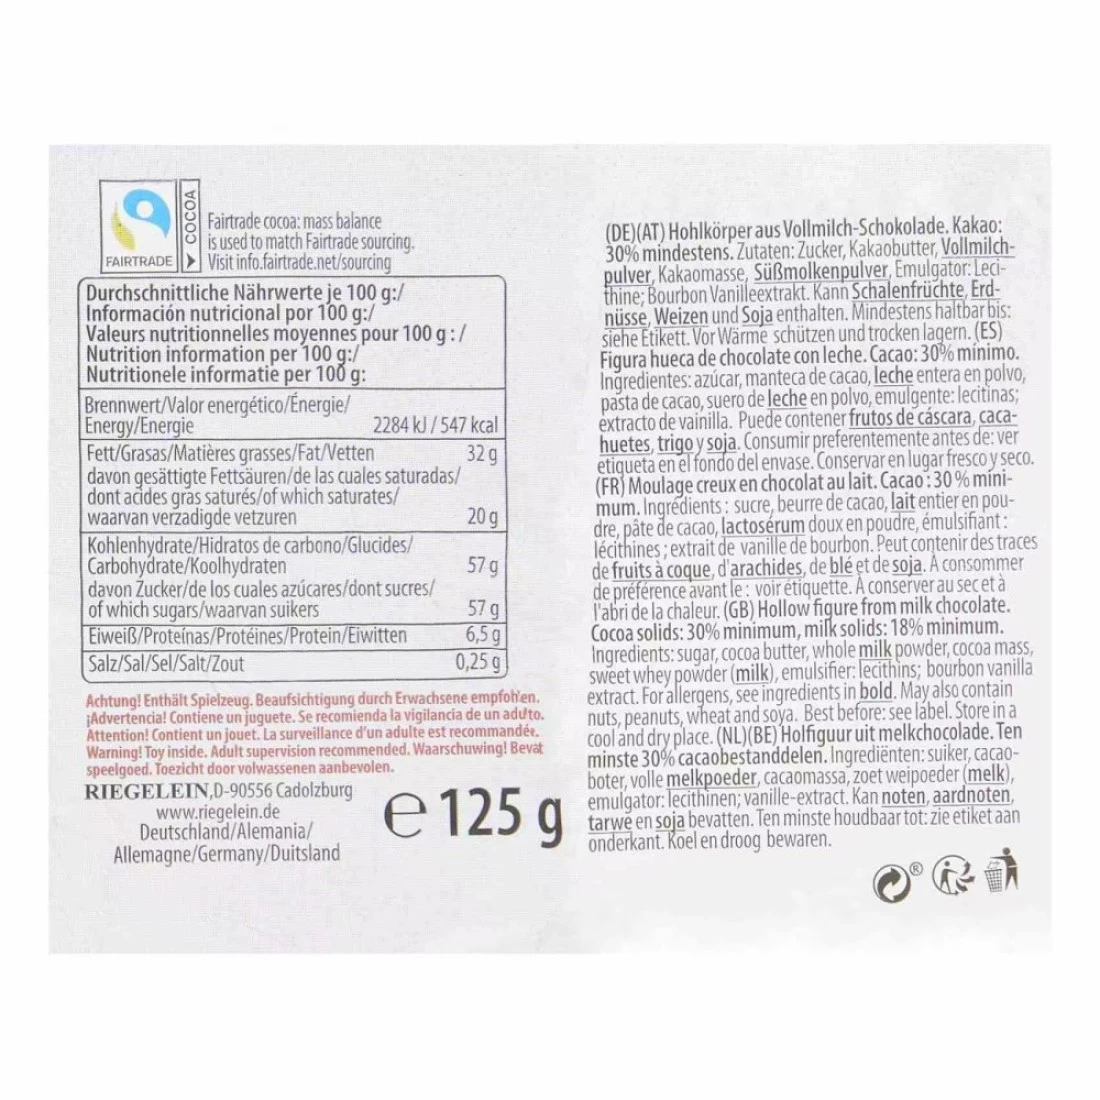 FAIRTRADE
COCOA
Fairtrade cocoa: mass balance
is used to match Fairtrade sourcing.
Visit info.fairtrade.net/sourcing
Durchschnittliche Nährwerte je 100 g:/
Información nutricional por 100 g:/
Valeurs nutritionnelles moyennes pour 100 g : /
Nutrition information per 100 g:/
Nutritionele informatie per 100 g:
Brennwert/Valor energético/Énergie/
Energy/Energie 2284 kJ / 547 kcal
Fett/Grasas/Matières grasses/Fat/Vetten 32 g
davon gesättigte Fettsäuren/de las cuales saturadas/
dont acides gras saturés/of which saturates/
waarvan verzadigde vetzuren 20 g
Kohlenhydrate/Hidratos de carbono/Glucides/
Carbohydrate/Koolhydraten 57 g
davon Zucker/de los cuales azúcares/dont sucres/
of which sugars/waarvan suikers 57 g
Eiweiß/Proteínas/Protéines/Protein/Eiwitten 6,5 g
Salz/Sal/Sel/Salt/Zout 0,25 g
Achtung! Enthält Spielzeug. Beaufsichtigung durch Erwachsene empfohlen.
¡Advertencia! Contiene un juguete. Se recomienda la vigilancia de un adulto.
Attention! Contient un jouet. La surveillance d'un adulte est recommandée.
Warning! Toy inside. Adult supervision recommended. Waarschuwing! Bevat
speelgoed. Toezicht door volwassenen aanbevolen.
RIEGELEIN, D-90556 Cadolzburg
www.riegelein.de
Deutschland/Alemania/
Allemagne/Germany/Duitsland
℮ 125 g
(DE)(AT) Hohlkörper aus Vollmilch-Schokolade. Kakao:
30% mindestens. Zutaten: Zucker, Kakaobutter, Vollmilch-
pulver, Kakaomasse, Süßmolkenpulver, Emulgator: Leci-
thine; Bourbon Vanilleextrakt. Kann Schalenfrüchte, Erd-
nüsse, Weizen und Soja enthalten. Mindestens haltbar bis:
siehe Etikett. Vor Wärme schützen und trocken lagern. (ES)
Figura hueca de chocolate con leche. Cacao: 30% mínimo.
Ingredientes: azúcar, manteca de cacao, leche entera en polvo,
pasta de cacao, suero de leche en polvo, emulgente: lecitinas;
extracto de vainilla. Puede contener frutos de cáscara, caca-
huetes, trigo y soja. Consumir preferentemente antes de: ver
etiqueta en el fondo del envase. Conservar en lugar fresco y seco.
(FR) Moulage creux en chocolat au lait. Cacao : 30 % mini-
mum. Ingrédients : sucre, beurre de cacao, lait entier en pou-
dre, pâte de cacao, lactosérum doux en poudre, émulsifiant :
lécithines ; extrait de vanille de bourbon. Peut contenir des traces
de fruits à coque, d'arachides, de blé et de soja. À consommer
de préférence avant le : voir étiquette. À conserver au sec et à
l'abri de la chaleur. (GB) Hollow figure from milk chocolate.
Cocoa solids: 30% minimum, milk solids: 18% minimum.
Ingredients: sugar, cocoa butter, whole milk powder, cocoa mass,
sweet whey powder (milk), emulsifier: lecithins; bourbon vanilla
extract. For allergens, see ingredients in bold. May also contain
nuts, peanuts, wheat and soya. Best before: see label. Store in a
cool and dry place. (NL)(BE) Holfiguur uit melkchocolade. Ten
minste 30% cacaobestanddelen. Ingrediënten: suiker, cacao-
boter, volle melkpoeder, cacaomassa, zoet weipoeder (melk),
emulgator: lecithinen; vanille-extract. Kan noten, aardnoten,
tarwe en soja bevatten. Ten minste houdbaar tot: zie etiket aan
onderkant. Koel en droog bewaren.
®